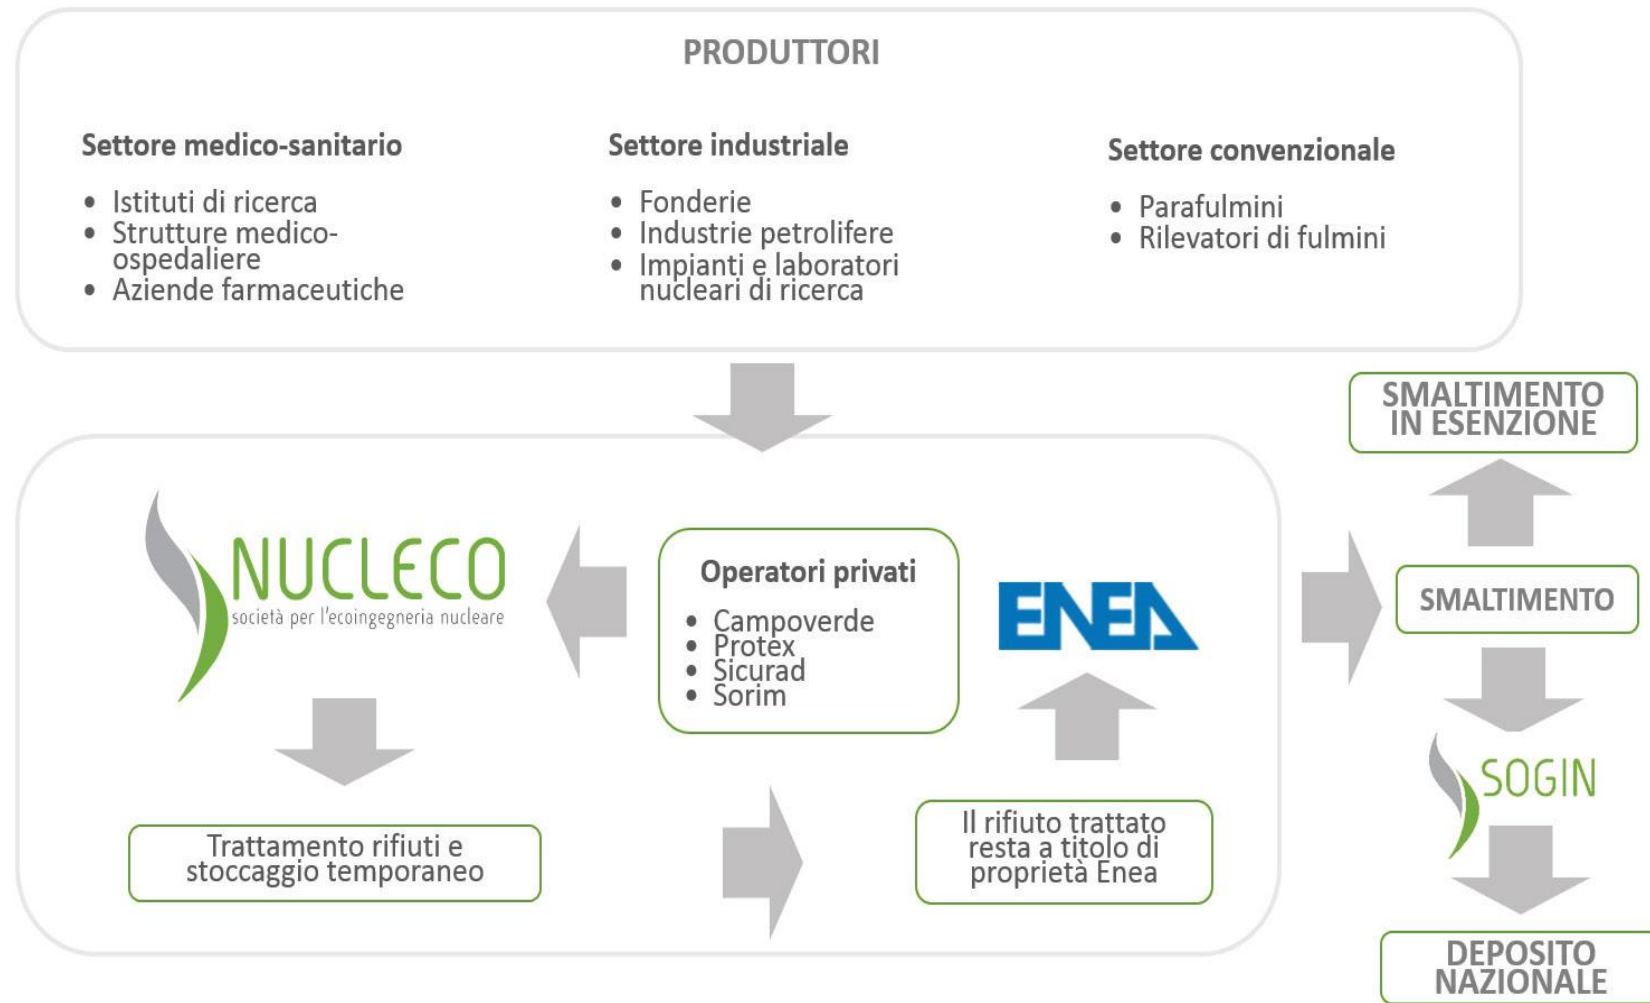 PRODUTTORI
Settore medico-sanitario
• Istituti di ricerca
• Strutture medico-
ospedaliere
• Aziende farmaceutiche
Settore industriale
• Fonderie
• Industrie petrolifere
• Impianti e laboratori
nucleari di ricerca
Settore convenzionale
• Parafulmini
• Rilevatori di fulmini
NUCLECO
società per l'ecoingegneria nucleare
Trattamento rifiuti e
stoccaggio temporaneo
Operatori privati
• Campoverde
• Protex
• Sicurad
• Sorim
ENEA
Il rifiuto trattato
resta a titolo di
proprietà Enea
SMALTIMENTO
IN ESENZIONE
SMALTIMENTO
SOGIN
DEPOSITO
NAZIONALE